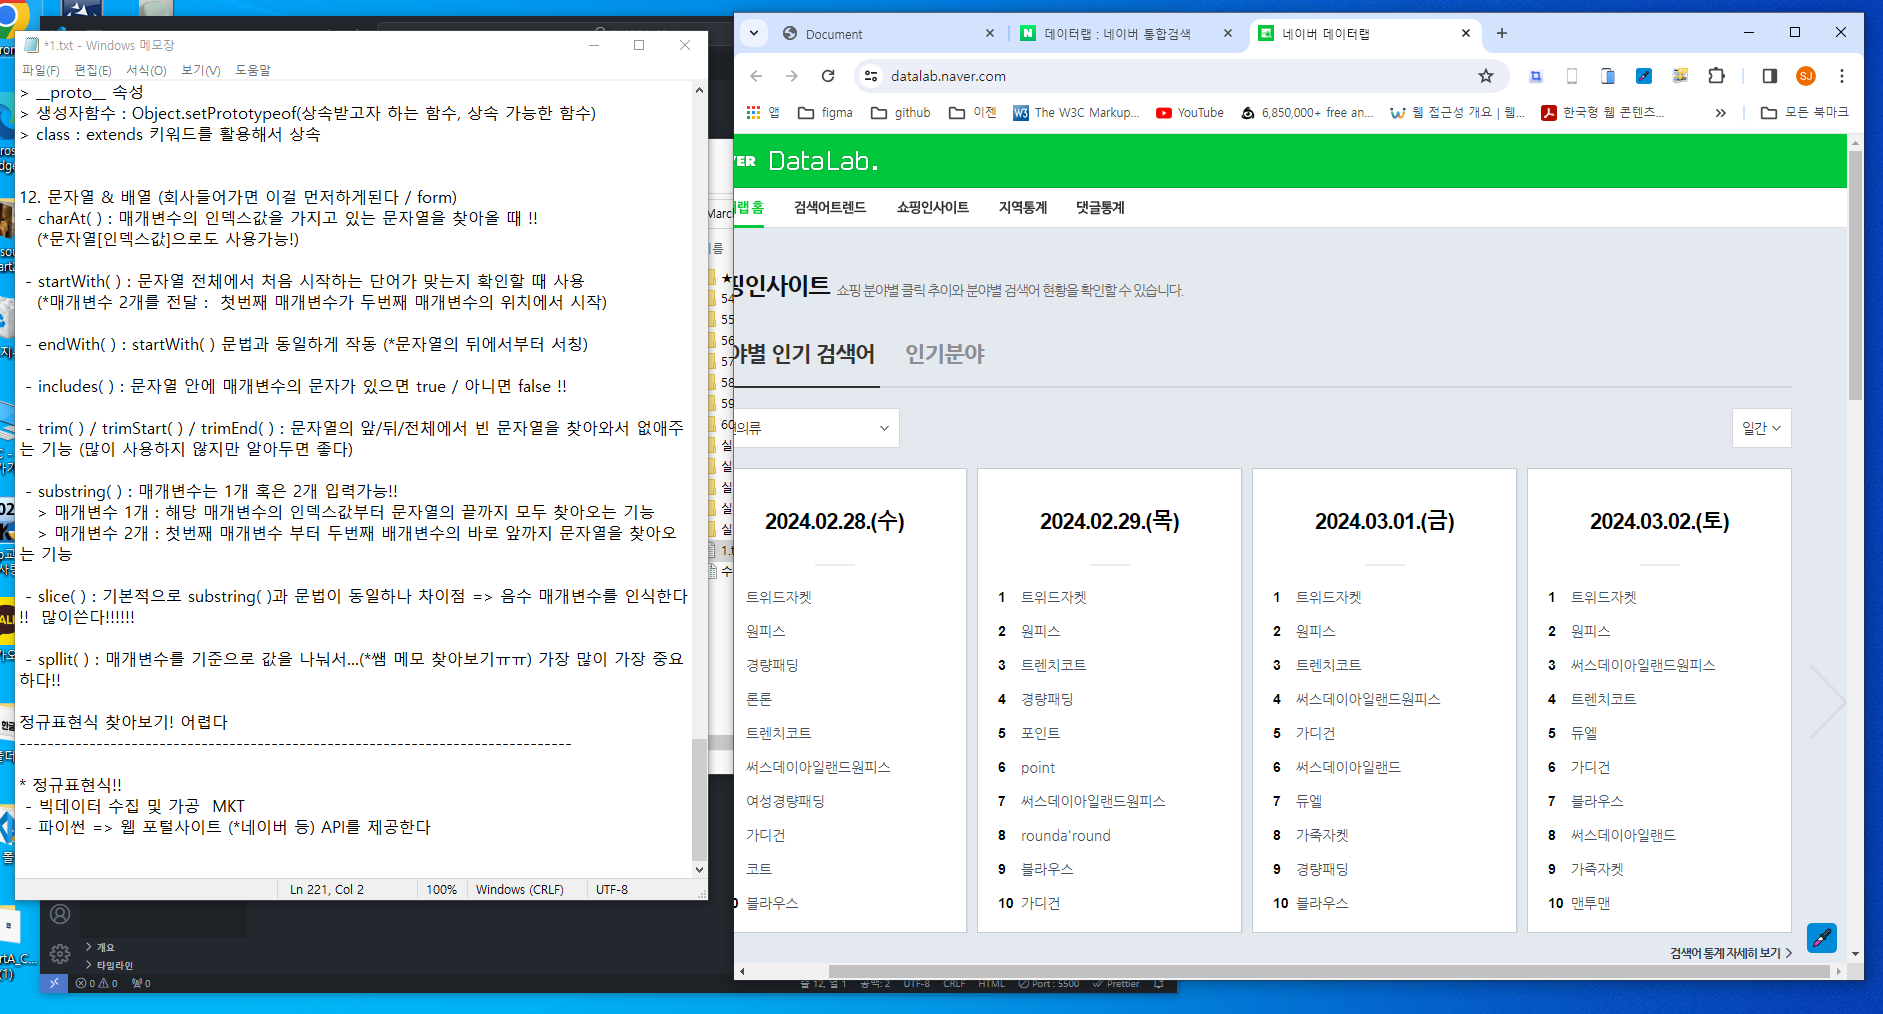 *1.txt - Windows 메모장
파일(F) 편집(E) 서식(O) 보기(V) 도움말
> __proto__ 속성
> 생성자함수 : Object.setPrototypeof(상속받고자 하는 함수, 상속 가능한 함수)
> class : extends 키워드를 활용해서 상속
12. 문자열 & 배열 (회사들어가면 이걸 먼저하게된다 / form)
- charAt( ) : 매개변수의 인덱스값을 가지고 있는 문자열을 찾아올 때 !!
(*문자열[인덱스값]으로도 사용가능!)
- startWith( ) : 문자열 전체에서 처음 시작하는 단어가 맞는지 확인할 때 사용
(*매개변수 2개를 전달 : 첫번째 매개변수가 두번째 매개변수의 위치에서 시작)
- endWith( ) : startWith( ) 문법과 동일하게 작동 (*문자열의 뒤에서부터 서칭)
- includes( ) : 문자열 안에 매개변수의 문자가 있으면 true / 아니면 false !!
- trim( ) / trimStart( ) / trimEnd( ) : 문자열의 앞/뒤/전체에서 빈 문자열을 찾아와서 없애주
는 기능 (많이 사용하지 않지만 알아두면 좋다)
- substring( ) : 매개변수는 1개 혹은 2개 입력가능!!
> 매개변수 1개 : 해당 매개변수의 인덱스값부터 문자열의 끝까지 모두 찾아오는 기능
> 매개변수 2개 : 첫번째 매개변수 부터 두번째 배개변수의 바로 앞까지 문자열을 찾아오
는 기능
- slice( ) : 기본적으로 substring( )과 문법이 동일하나 차이점 => 음수 매개변수를 인식한다
!! 많이쓴다!!!!!!
- spllit( ) : 매개변수를 기준으로 값을 나눠서...(*쌤 메모 찾아보기ㅠㅠ) 가장 많이 가장 중요
하다!!
정규표현식 찾아보기! 어렵다
-------------------------------------------------------------------------------
* 정규표현식!!
- 빅데이터 수집 및 가공 MKT
- 파이썬 => 웹 포털사이트 (*네이버 등) API를 제공한다
Ln 221, Col 2 100% Windows (CRLF) UTF-8
개요
타임라인
0 0 0
줄 12, 열 1 공백: 2 UTF-8 CRLF HTML Port : 5500 Prettier
March
이름
54
55
56
57
58
59
60
실
실
실
실
실
1.t
수
Document
데이터랩 : 네이버 통합검색
네이버 데이터랩
datalab.naver.com
SJ
앱 figma github 이젠 The W3C Markup... YouTube 6,850,000+ free an... 웹 접근성 개요 | 웹... 한국형 웹 콘텐츠... » 모든 북마크
VER DataLab.
랩 홈 검색어트렌드 쇼핑인사이트 지역통계 댓글통계
핑인사이트 쇼핑 분야별 클릭 추이와 분야별 검색어 현황을 확인할 수 있습니다.
야별 인기 검색어 인기분야
의류 일간
2024.02.28.(수)
트위드자켓
원피스
경량패딩
론론
트렌치코트
써스데이아일랜드원피스
여성경량패딩
가디건
코트
0 블라우스
2024.02.29.(목)
1 트위드자켓
2 원피스
3 트렌치코트
4 경량패딩
5 포인트
6 point
7 써스데이아일랜드원피스
8 rounda'round
9 블라우스
10 가디건
2024.03.01.(금)
1 트위드자켓
2 원피스
3 트렌치코트
4 써스데이아일랜드원피스
5 가디건
6 써스데이아일랜드
7 듀엘
8 가죽자켓
9 경량패딩
10 블라우스
2024.03.02.(토)
1 트위드자켓
2 원피스
3 써스데이아일랜드원피스
4 트렌치코트
5 듀엘
6 가디건
7 블라우스
8 써스데이아일랜드
9 가죽자켓
10 맨투맨
검색어 통계 자세히 보기 >